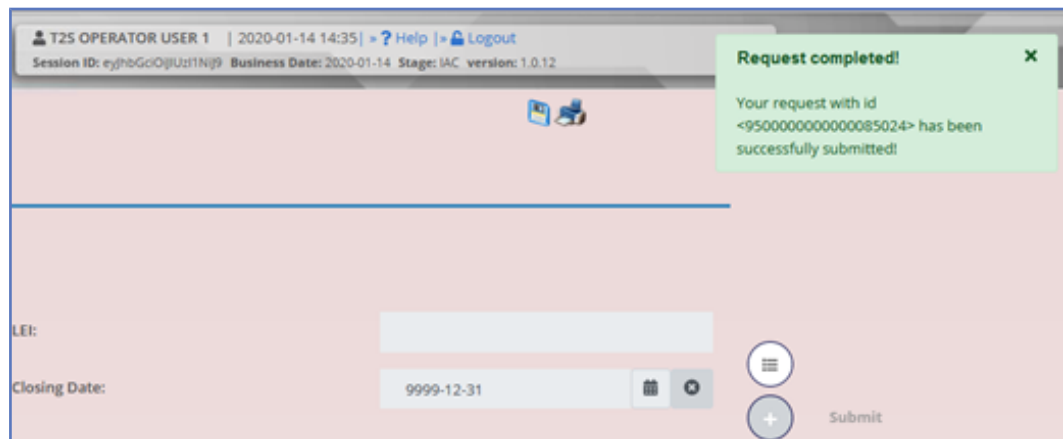 T2S OPERATOR USER 1 | 2020-01-14 14:35| » ? Help |» Logout
Session ID: eyJhbGciOiJIUzI1NiJ9 Business Date: 2020-01-14 Stage: IAC version: 1.0.12
Request completed! ×
Your request with id
<9500000000000085024> has been
successfully submitted!
LEI:
Closing Date: 9999-12-31
Submit